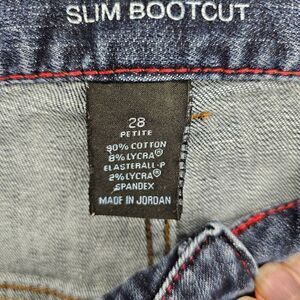 SLIM BOOTCUT
28
PETITE
90% COTTON
8% LYCRA®
ELASTERELL-P
2% LYCRA®
SPANDEX
MADE IN JORDAN